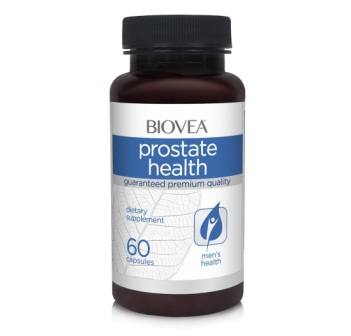 BIOVEA
prostate
health
guaranteed premium quality
dietary
supplement
60
capsules
men's
health